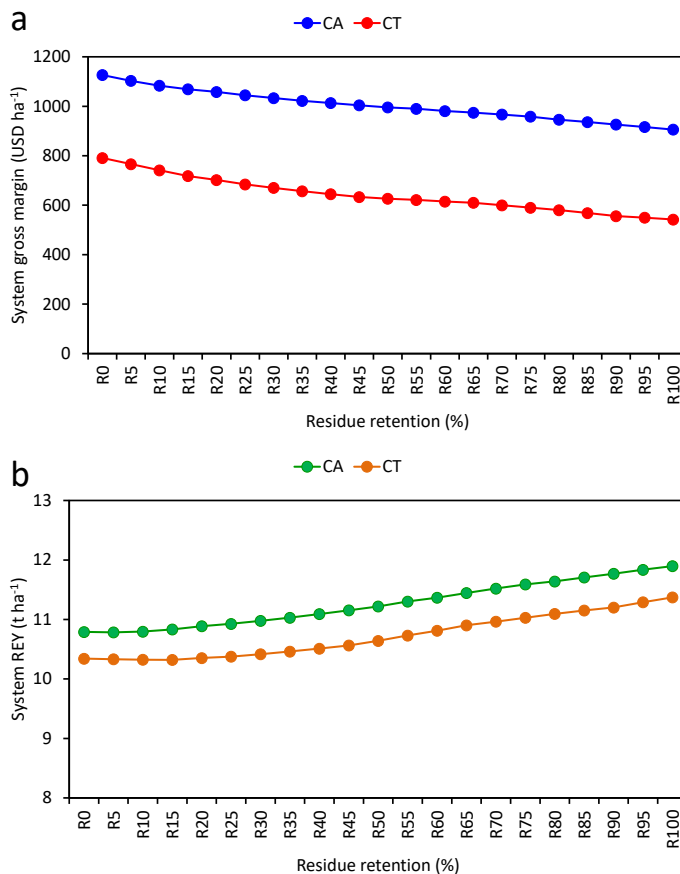 a
CA CT
System gross margin (USD ha⁻¹)
1200
1000
800
600
400
200
0
R0 R5 R10 R15 R20 R25 R30 R35 R40 R45 R50 R55 R60 R65 R70 R75 R80 R85 R90 R95 R100
Residue retention (%)
CA CT
b
System REY (t ha⁻¹)
13
12
11
10
9
8
R0 R5 R10 R15 R20 R25 R30 R35 R40 R45 R50 R55 R60 R65 R70 R75 R80 R85 R90 R95 R100
Residue retention (%)